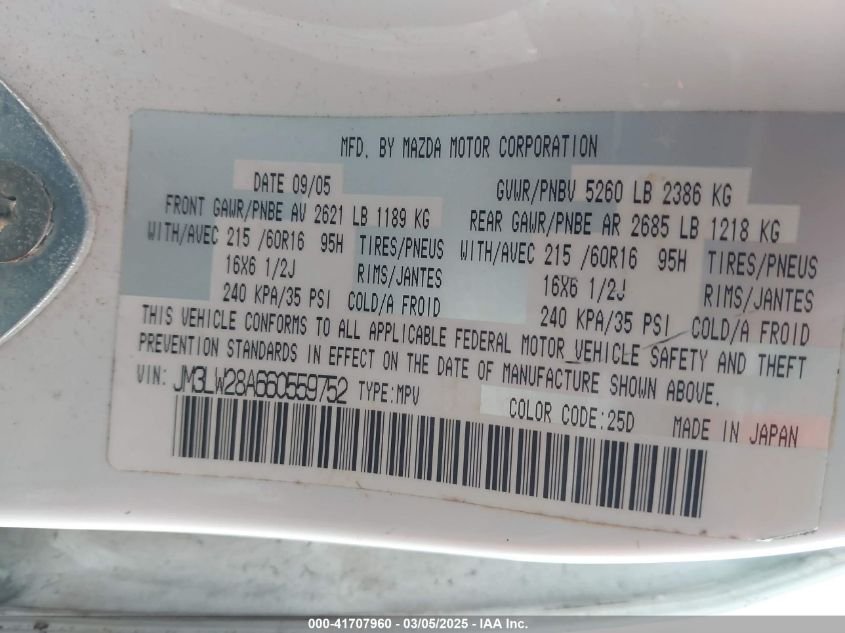 MFD. BY MAZDA MOTOR CORPORATION
DATE 09/05 GVWR/PNBV 5260 LB 2386 KG
FRONT GAWR/PNBE AV 2621 LB 1189 KG REAR GAWR/PNBE AR 2685 LB 1218 KG
WITH/AVEC 215 /60R16 95H TIRES/PNEUS WITH/AVEC 215 /60R16 95H TIRES/PNEUS
16X6 1/2J RIMS/JANTES 16X6 1/2J RIMS/JANTES
240 KPA/35 PSI COLD/A FROID 240 KPA/35 PSI COLD/A FROID
THIS VEHICLE CONFORMS TO ALL APPLICABLE FEDERAL MOTOR VEHICLE SAFETY AND THEFT
PREVENTION STANDARDS IN EFFECT ON THE DATE OF MANUFACTURE SHOWN ABOVE.
VIN: JM3LW28A660559752 TYPE:MPV
COLOR CODE:25D MADE IN JAPAN
000-41707960 - 03/05/2025 - IAA Inc.